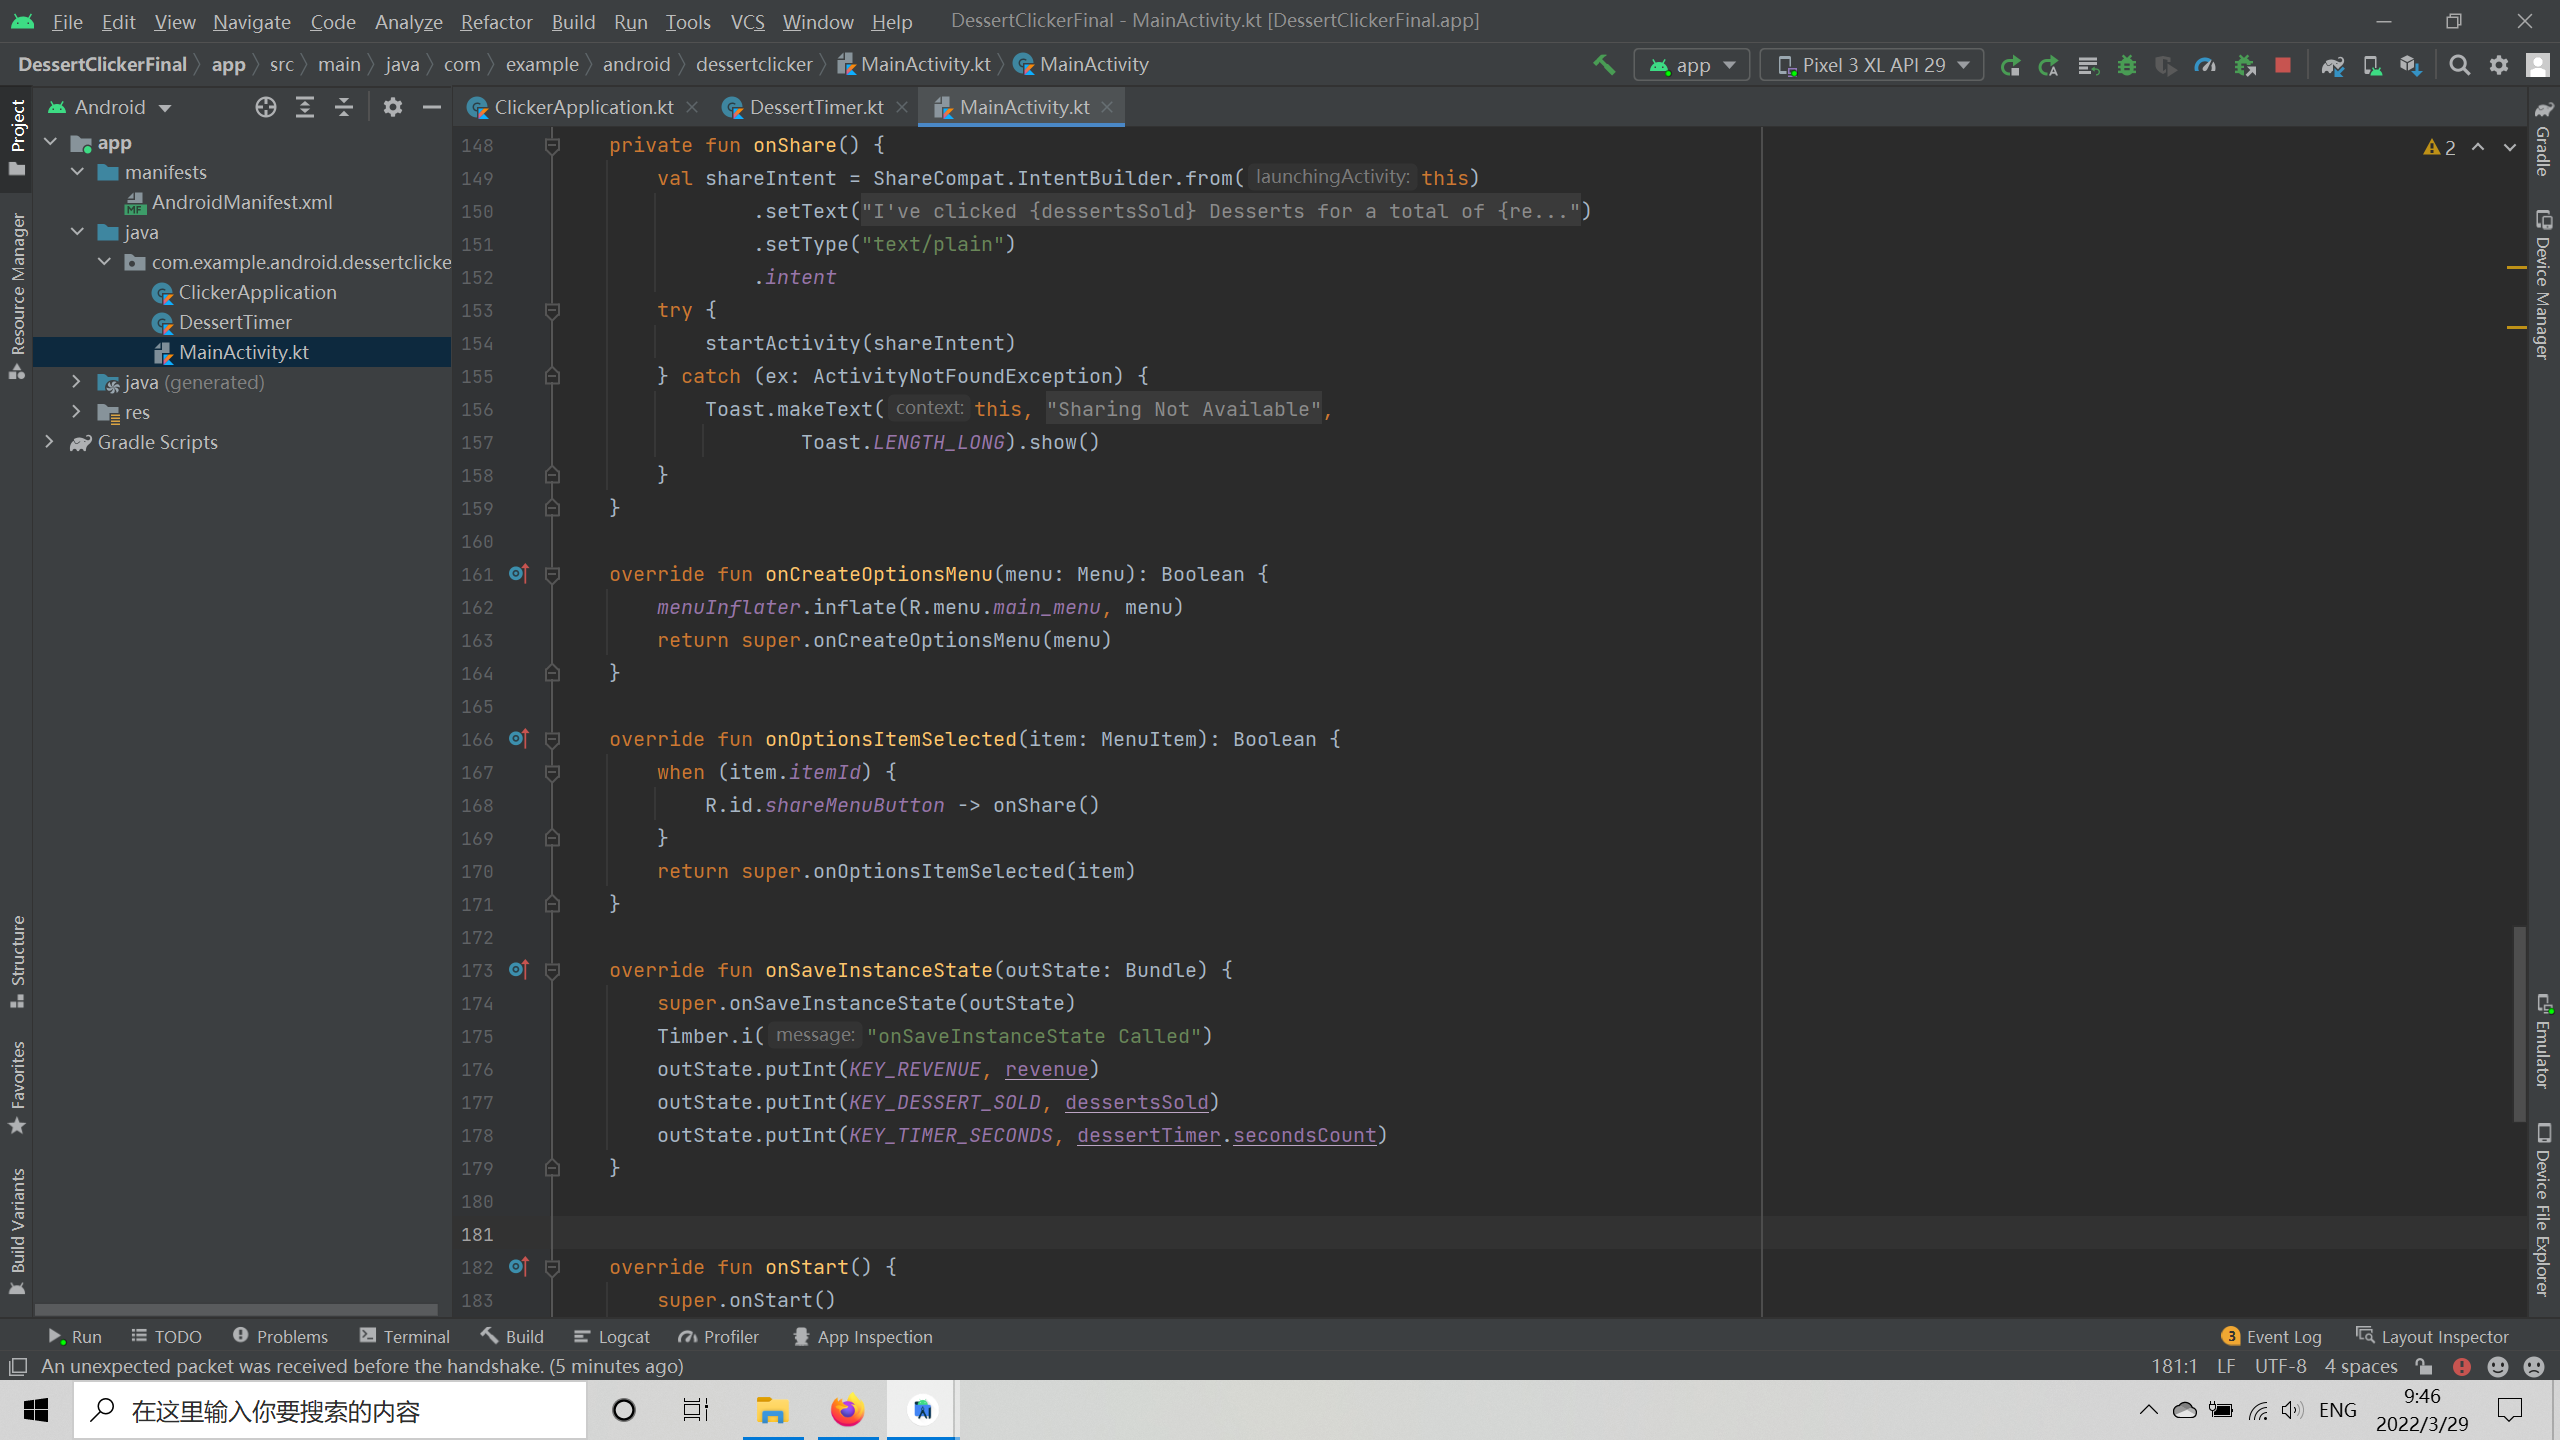 File Edit View Navigate Code Analyze Refactor Build Run Tools VCS Window Help DessertClickerFinal - MainActivity.kt [DessertClickerFinal.app]
DessertClickerFinal app src main java com example android dessertclicker MainActivity.kt MainActivity app Pixel 3 XL API 29
Android ClickerApplication.kt DessertTimer.kt MainActivity.kt
app
manifests
AndroidManifest.xml
java
com.example.android.dessertclicke
ClickerApplication
DessertTimer
MainActivity.kt
java (generated)
res
Gradle Scripts
Project
Resource Manager
Structure
Favorites
Build Variants
148 private fun onShare() {
149 val shareIntent = ShareCompat.IntentBuilder.from( launchingActivity: this)
150 .setText("I've clicked {dessertsSold} Desserts for a total of {re...")
151 .setType("text/plain")
152 .intent
153 try {
154 startActivity(shareIntent)
155 } catch (ex: ActivityNotFoundException) {
156 Toast.makeText( context: this, "Sharing Not Available",
157 Toast.LENGTH_LONG).show()
158 }
159 }
160
161 override fun onCreateOptionsMenu(menu: Menu): Boolean {
162 menuInflater.inflate(R.menu.main_menu, menu)
163 return super.onCreateOptionsMenu(menu)
164 }
165
166 override fun onOptionsItemSelected(item: MenuItem): Boolean {
167 when (item.itemId) {
168 R.id.shareMenuButton -> onShare()
169 }
170 return super.onOptionsItemSelected(item)
171 }
172
173 override fun onSaveInstanceState(outState: Bundle) {
174 super.onSaveInstanceState(outState)
175 Timber.i( message: "onSaveInstanceState Called")
176 outState.putInt(KEY_REVENUE, revenue)
177 outState.putInt(KEY_DESSERT_SOLD, dessertsSold)
178 outState.putInt(KEY_TIMER_SECONDS, dessertTimer.secondsCount)
179 }
180
181
182 override fun onStart() {
183 super.onStart()
2
Gradle
Device Manager
Emulator
Device File Explorer
Run TODO Problems Terminal Build Logcat Profiler App Inspection 3 Event Log Layout Inspector
An unexpected packet was received before the handshake. (5 minutes ago) 181:1 LF UTF-8 4 spaces
在这里输入你要搜索的内容 ENG 9:46
2022/3/29